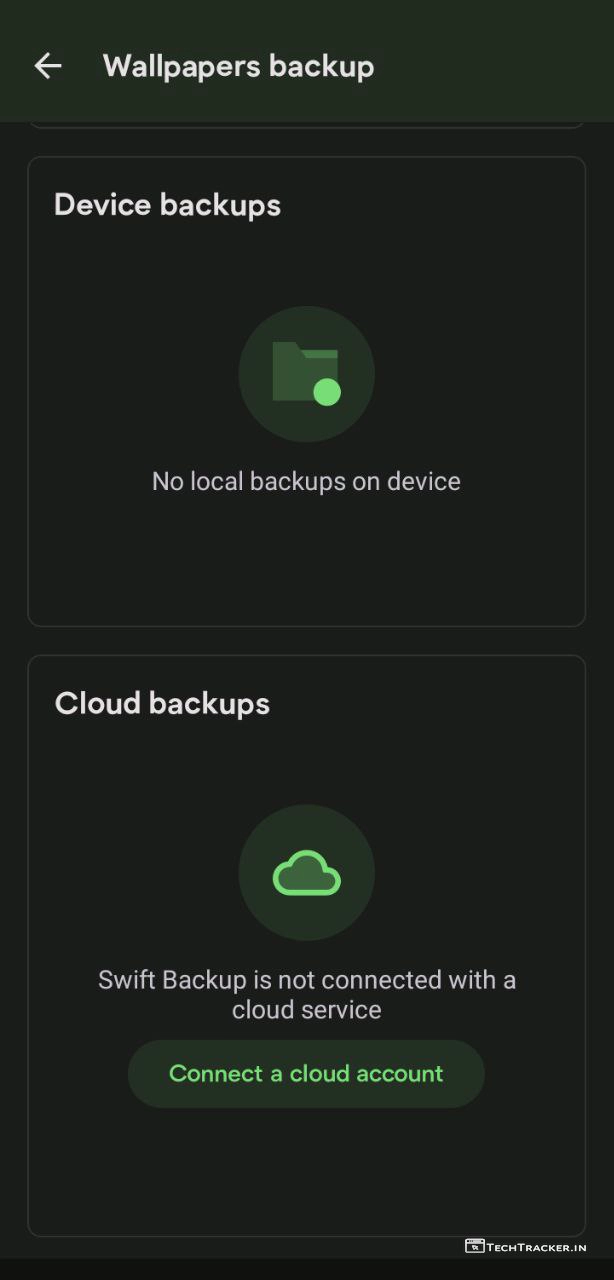 Wallpapers backup
Device backups
No local backups on device
Cloud backups
Swift Backup is not connected with a
cloud service
Connect a cloud account
TECHTRACKER.IN